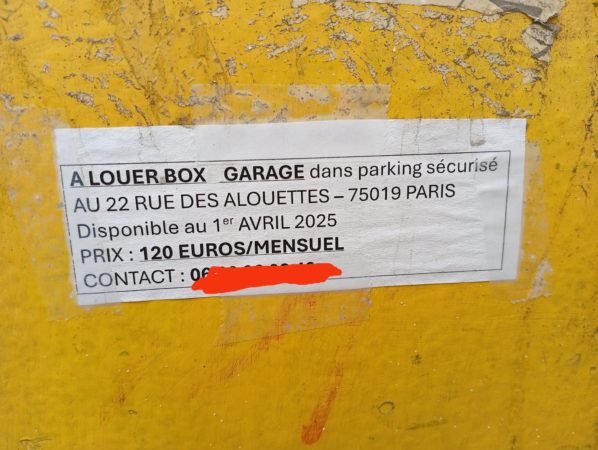 A LOUER BOX GARAGE dans parking sécurisé
AU 22 RUE DES ALOUETTES – 75019 PARIS
Disponible au 1er AVRIL 2025
PRIX : 120 EUROS/MENSUEL
CONTACT : 06